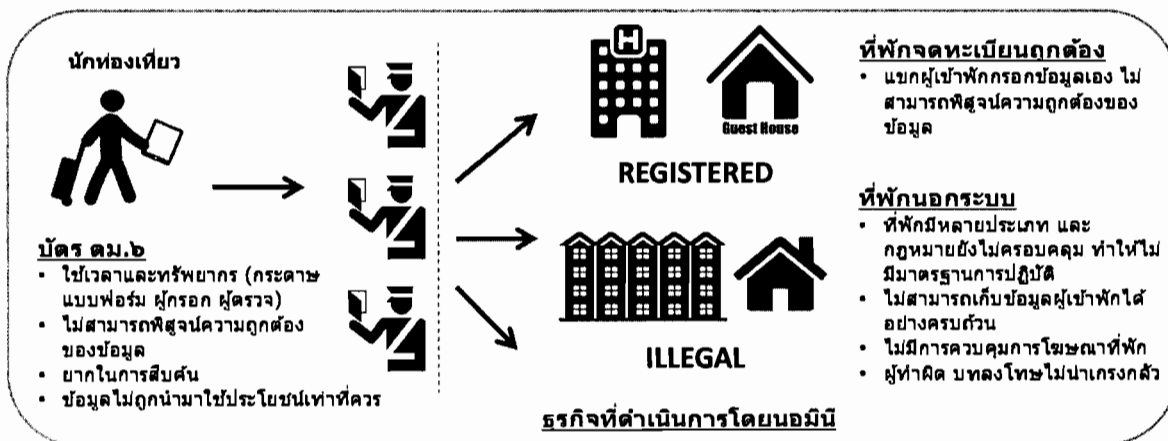 นักท่องเที่ยว
บัตร ตม.๖
• ใช้เวลาและทรัพยากร (กระดาษ
แบบฟอร์ม ผู้กรอก ผู้ตรวจ)
• ไม่สามารถพิสูจน์ความถูกต้อง
ของข้อมูล
• ยากในการสืบค้น
• ข้อมูลไม่ถูกนำมาใช้ประโยชน์เท่าที่ควร
H
Guest House
REGISTERED
ILLEGAL
ธุรกิจที่ดำเนินการโดยนอมินี
ที่พักจดทะเบียนถูกต้อง
• แขกผู้เข้าพักกรอกข้อมูลเอง ไม่
สามารถพิสูจน์ความถูกต้องของ
ข้อมูล
ที่พักนอกระบบ
• ที่พักมีหลายประเภท และ
กฎหมายยังไม่ครอบคลุม ทำให้ไม่
มีมาตรฐานการปฏิบัติ
• ไม่สามารถเก็บข้อมูลผู้เข้าพักได้
อย่างครบถ้วน
• ไม่มีการควบคุมการโฆษณาที่พัก
• ผู้ทำผิด บทลงโทษไม่น่าเกรงกลัว